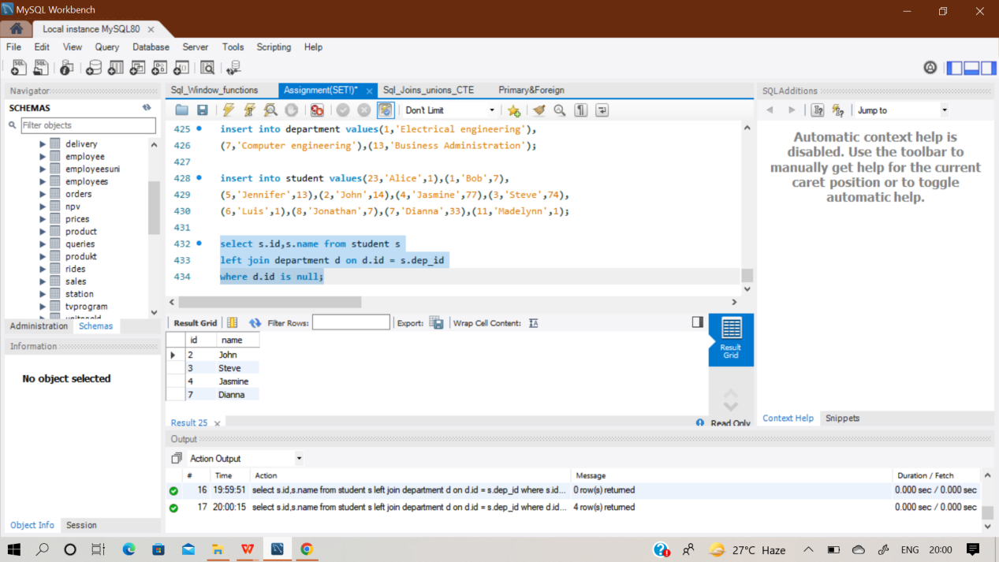 MySQL Workbench
Local instance MySQL80
File Edit View Query Database Server Tools Scripting Help
Navigator
SCHEMAS
Filter objects
delivery
employee
employeesuni
employees
orders
npv
prices
product
queries
produkt
rides
sales
station
tvprogram
Administration Schemas
Information
No object selected
Object Info Session
Sql_Window_functions Assignment(SET!)* Sql_Joins_unions_CTE Primary&Foreign
Don't Limit
425 insert into department values(1,'Electrical engineering'),
426 (7,'Computer engineering'),(13,'Business Administration');
427
428 insert into student values(23,'Alice',1),(1,'Bob',7),
429 (5,'Jennifer',13),(2,'John',14),(4,'Jasmine',77),(3,'Steve',74),
430 (6,'Luis',1),(8,'Jonathan',7),(7,'Dianna',33),(11,'Madelynn',1);
431
432 select s.id,s.name from student s
433 left join department d on d.id = s.dep_id
434 where d.id is null;
Result Grid Filter Rows: Export: Wrap Cell Content:
id name
2 John
3 Steve
4 Jasmine
7 Dianna
Result Grid
Result 25 Read Only
SQLAdditions
Jump to
Automatic context help is
disabled. Use the toolbar to
manually get help for the current
caret position or to toggle
automatic help.
Context Help Snippets
Output
Action Output
# Time Action Message Duration / Fetch
16 19:59:51 select s.id,s.name from student s left join department d on d.id = s.dep_id where s.id... 0 row(s) returned 0.000 sec / 0.000 sec
17 20:00:15 select s.id,s.name from student s left join department d on d.id = s.dep_id where d.id... 4 row(s) returned 0.000 sec / 0.000 sec
27°C Haze ENG 20:00